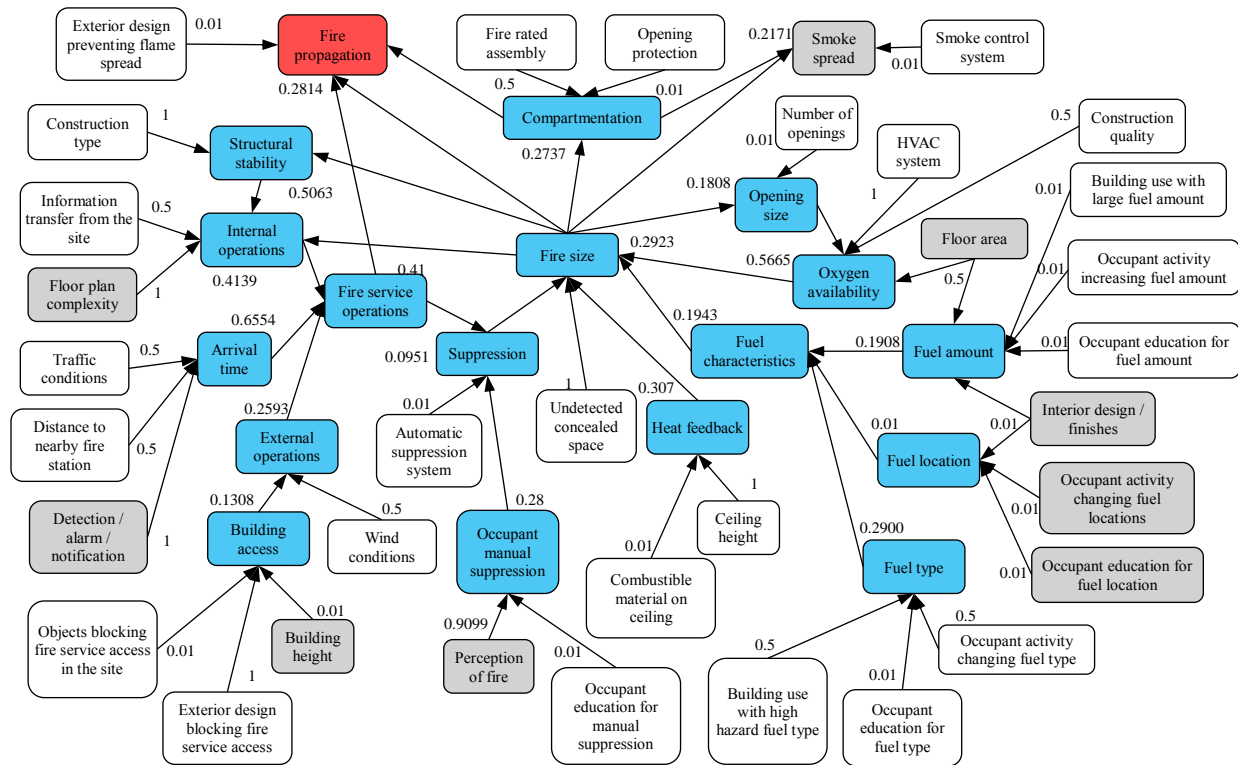 Exterior design
preventing flame
spread
0.01
Fire
propagation
0.2814
Fire rated
assembly
0.5
Opening
protection
0.01
0.2171
Smoke
spread
0.01
Smoke control
system
Construction
type
1
Structural
stability
0.5063
Compartmentation
0.2737
Number of
openings
0.01
HVAC
system
1
0.5
Construction
quality
Information
transfer from the
site
0.5
Internal
operations
0.4139
0.1808
Opening
size
0.01
Building use with
large fuel amount
Floor plan
complexity
1
Fire size
0.2923
0.5665
Oxygen
availability
Floor area
0.5
0.01
Occupant activity
increasing fuel amount
0.41
Fire service
operations
0.6554
Arrival
time
Traffic
conditions
0.5
0.0951
Suppression
0.1943
Fuel
characteristics
0.1908
Fuel amount
0.01
Occupant education for
fuel amount
Distance to
nearby fire
station
0.5
0.2593
External
operations
0.01
Automatic
suppression
system
1
Undetected
concealed
space
0.307
Heat feedback
0.01
Fuel location
0.01
Interior design /
finishes
Detection /
alarm /
notification
1
0.1308
Building
access
0.5
Wind
conditions
0.28
Occupant
manual
suppression
1
Ceiling
height
0.01
Combustible
material on
ceiling
0.2900
Fuel type
0.01
Occupant activity
changing fuel
locations
0.01
Occupant education for
fuel location
Objects blocking
fire service access
in the site
0.01
1
Exterior design
blocking fire
service access
0.01
Building
height
0.9099
Perception
of fire
0.01
Occupant
education for
manual
suppression
0.5
Building use
with high
hazard fuel type
0.01
Occupant
education for
fuel type
0.5
Occupant activity
changing fuel type